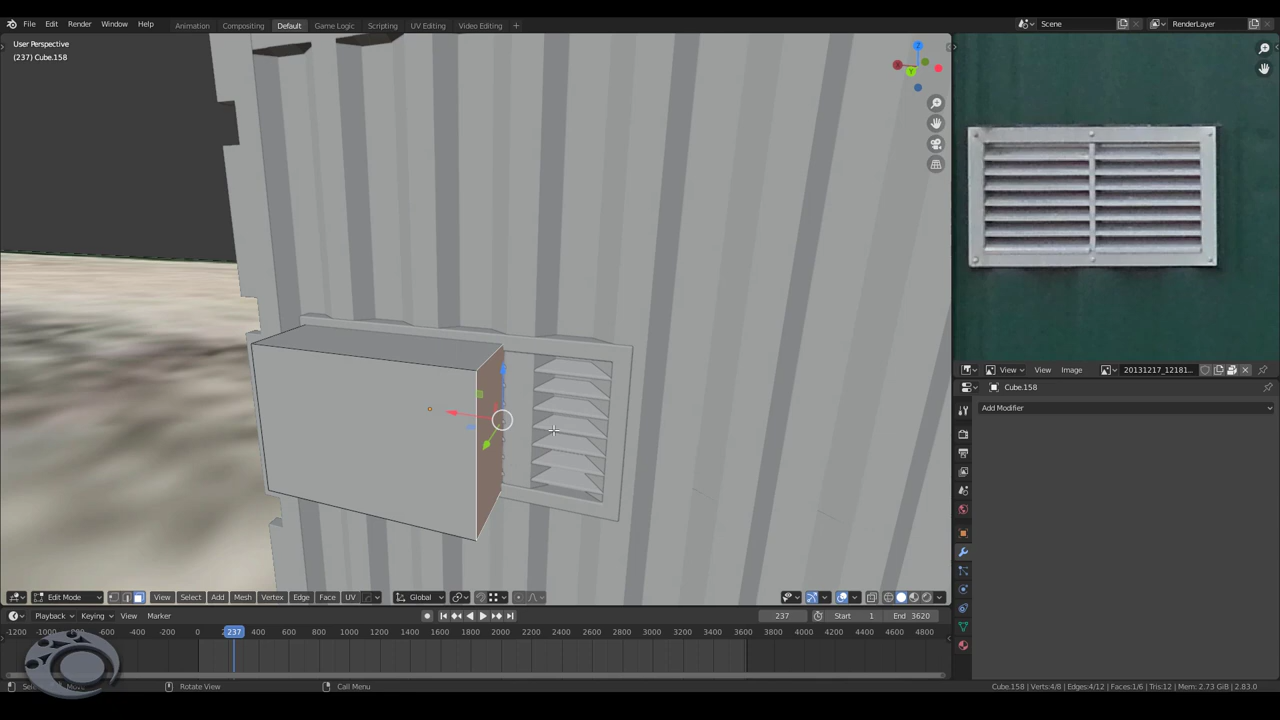 File Edit Render Window Help Animation Compositing Default Game Logic Scripting UV Editing Video Editing + Scene RenderLayer
User Perspective
(237) Cube.158
View View Image 20131217_12181...
Cube.158
Add Modifier
Edit Mode View Select Add Mesh Vertex Edge Face UV Global
Playback Keying View Marker 237 Start 1 End 3620
-1200 -1000 -800 -600 -400 -200 0 237 400 600 800 1000 1200 1400 1600 1800 2000 2200 2400 2600 2800 3000 3200 3400 3600 3800 4000 4200 4400 4600 4800
Rotate View Call Menu Cube.158 | Verts:4/8 | Edges:4/12 | Faces:1/6 | Tris:12 | Mem: 2.73 GiB | 2.83.0